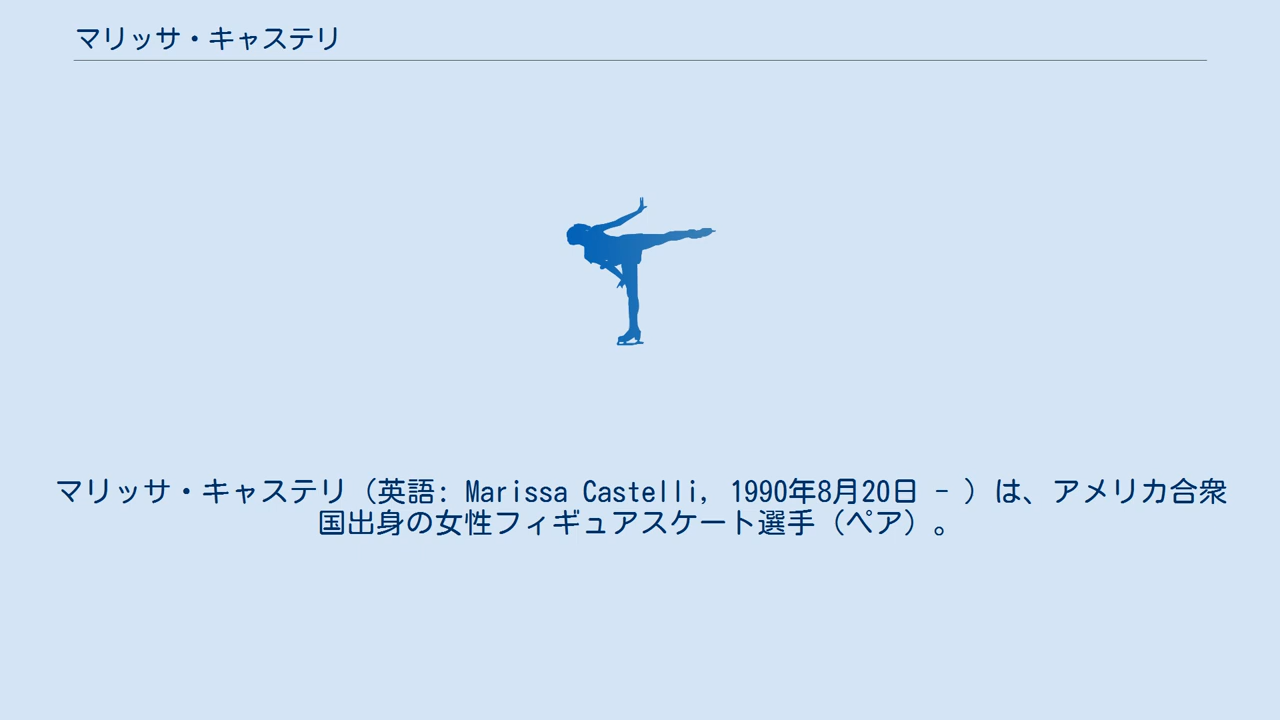 マリッサ・キャステリ
マリッサ・キャステリ（英語: Marissa Castelli, 1990年8月20日 - ）は、アメリカ合衆
国出身の女性フィギュアスケート選手（ペア）。